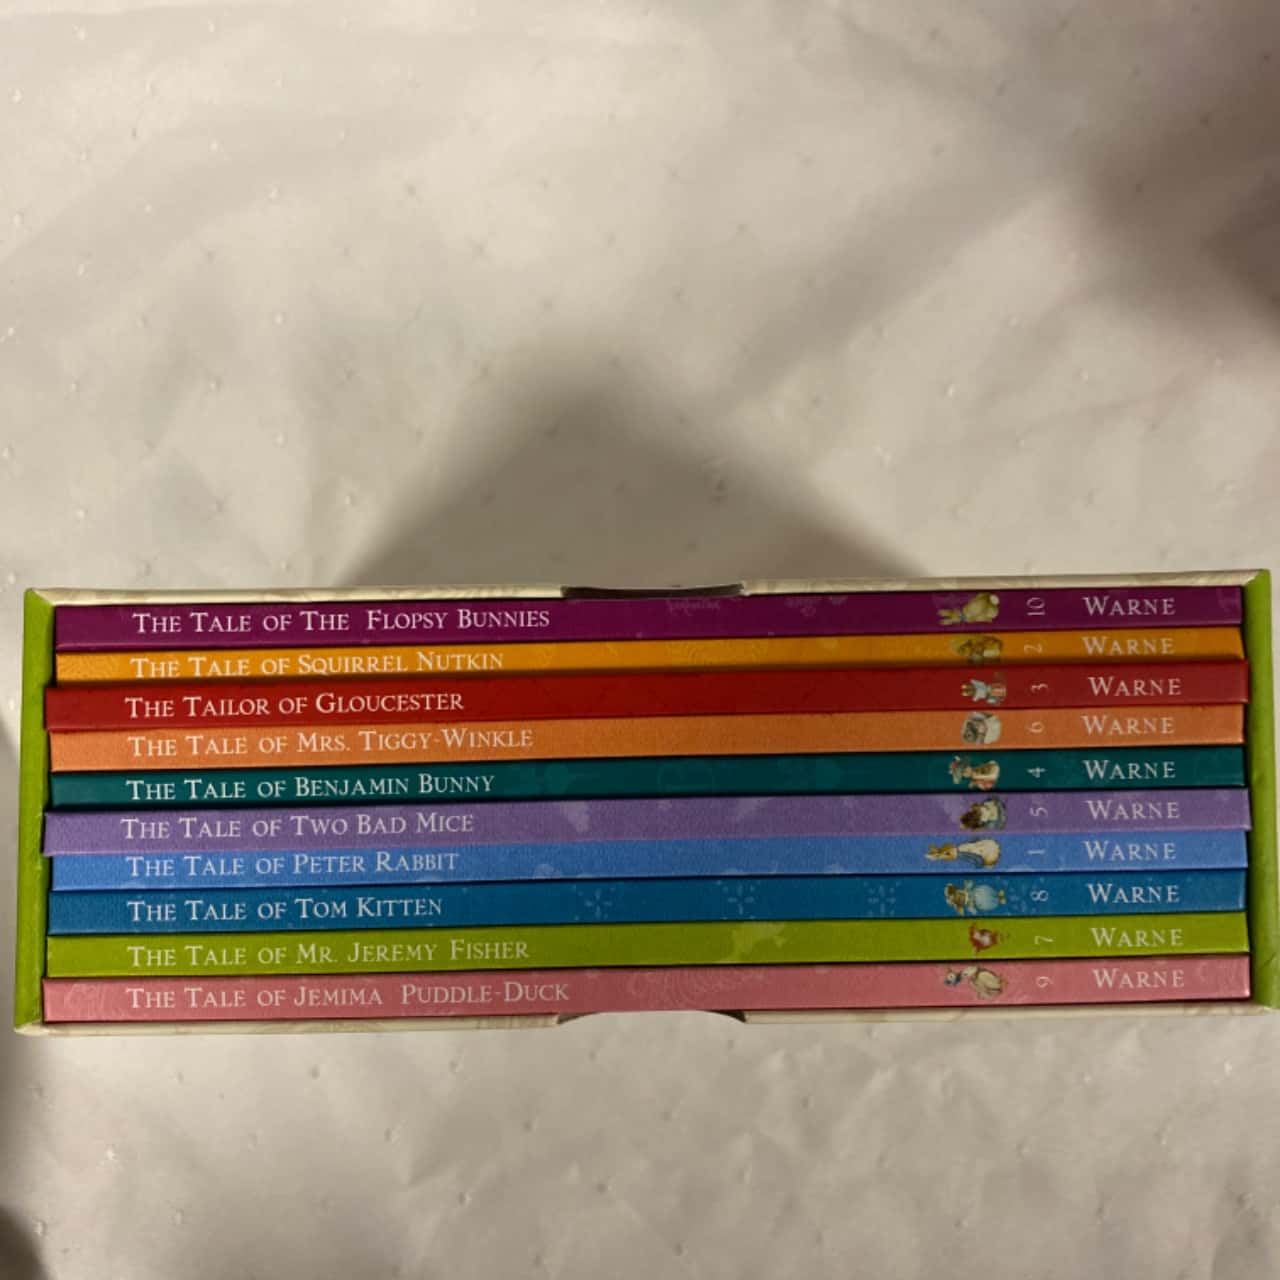 THE TALE OF THE FLOPSY BUNNIES 10 WARNE
THE TALE OF SQUIRREL NUTKIN 2 WARNE
THE TAILOR OF GLOUCESTER 3 WARNE
THE TALE OF MRS. TIGGY-WINKLE 6 WARNE
THE TALE OF BENJAMIN BUNNY 4 WARNE
THE TALE OF TWO BAD MICE 5 WARNE
THE TALE OF PETER RABBIT 1 WARNE
THE TALE OF TOM KITTEN 8 WARNE
THE TALE OF MR. JEREMY FISHER 7 WARNE
THE TALE OF JEMIMA PUDDLE-DUCK 9 WARNE